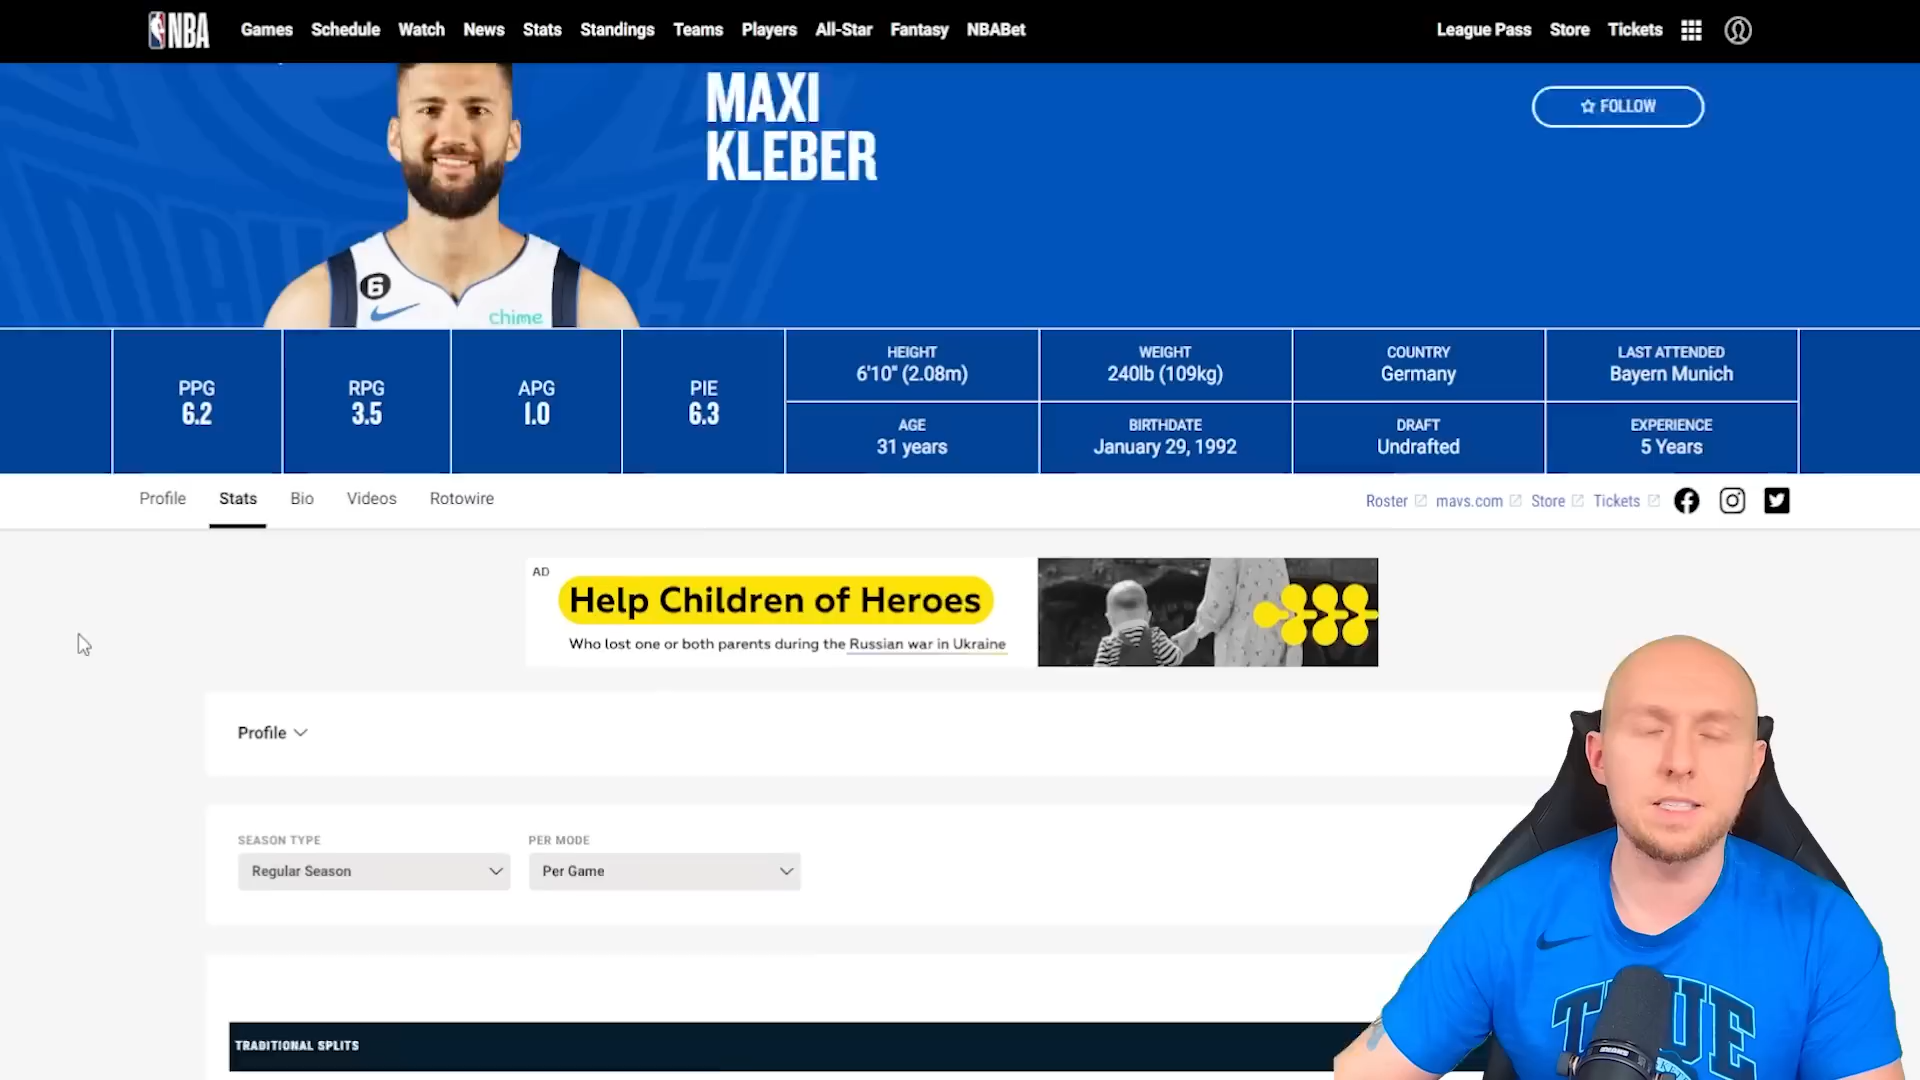 NBA
Games Schedule Watch News Stats Standings Teams Players All-Star Fantasy NBABet
League Pass Store Tickets
MAXI
KLEBER
FOLLOW
6
chime
PPG
6.2
RPG
3.5
APG
1.0
PIE
6.3
HEIGHT
6'10" (2.08m)
WEIGHT
240lb (109kg)
COUNTRY
Germany
LAST ATTENDED
Bayern Munich
AGE
31 years
BIRTHDATE
January 29, 1992
DRAFT
Undrafted
EXPERIENCE
5 Years
Profile Stats Bio Videos Rotowire
Roster mavs.com Store Tickets
AD
Help Children of Heroes
Who lost one or both parents during the Russian war in Ukraine
Profile
SEASON TYPE
Regular Season
PER MODE
Per Game
TRADITIONAL SPLITS